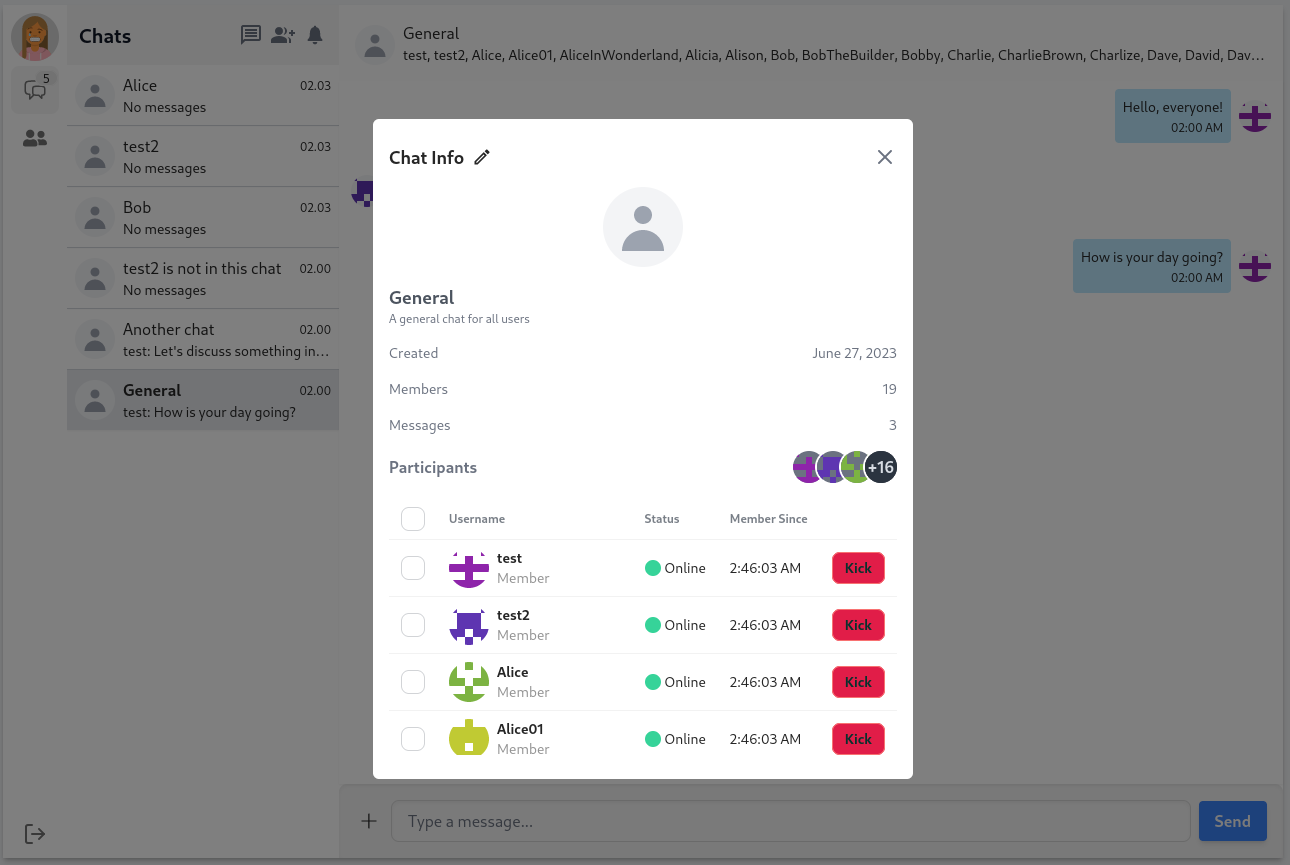 Chats
5
Alice 02.03
No messages
test2 02.03
No messages
Bob 02.03
No messages
test2 is not in this chat 02.00
No messages
Another chat 02.00
test: Let's discuss something in...
General 02.00
test: How is your day going?
General
test, test2, Alice, Alice01, AliceInWonderland, Alicia, Alison, Bob, BobTheBuilder, Bobby, Charlie, CharlieBrown, Charlize, Dave, David, Dav...
Hello, everyone!
02:00 AM
How is your day going?
02:00 AM
Chat Info
General
A general chat for all users
Created June 27, 2023
Members 19
Messages 3
Participants +16
Username Status Member Since
test
Member Online 2:46:03 AM Kick
test2
Member Online 2:46:03 AM Kick
Alice
Member Online 2:46:03 AM Kick
Alice01
Member Online 2:46:03 AM Kick
Type a message... Send